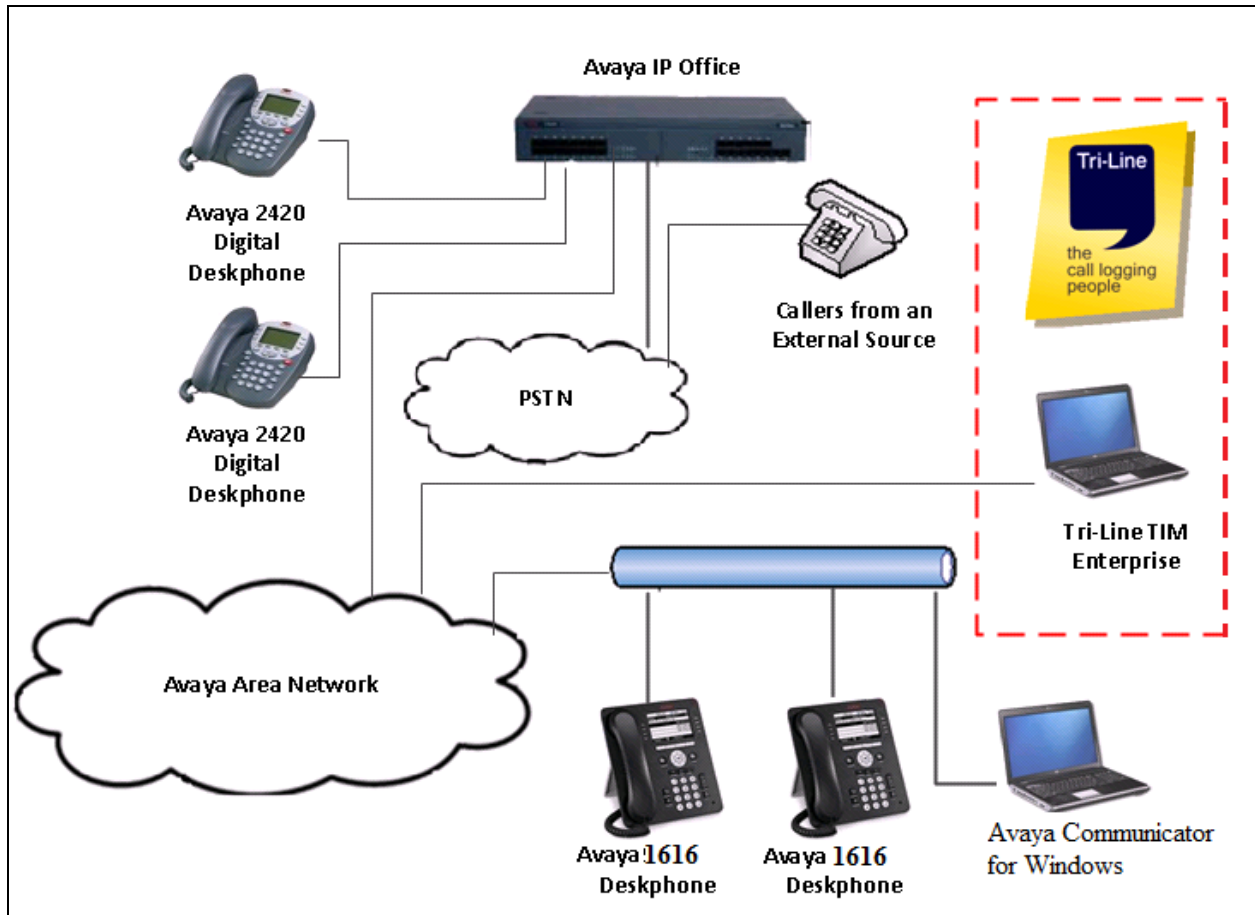 Avaya IP Office
Avaya 2420
Digital
Deskphone
Tri-Line
the
call logging
people
Callers from an
External Source
Avaya 2420
Digital
Deskphone
PSTN
Tri-Line TIM
Enterprise
Avaya Area Network
Avaya 1616
Deskphone
Avaya 1616
Deskphone
Avaya Communicator
for Windows